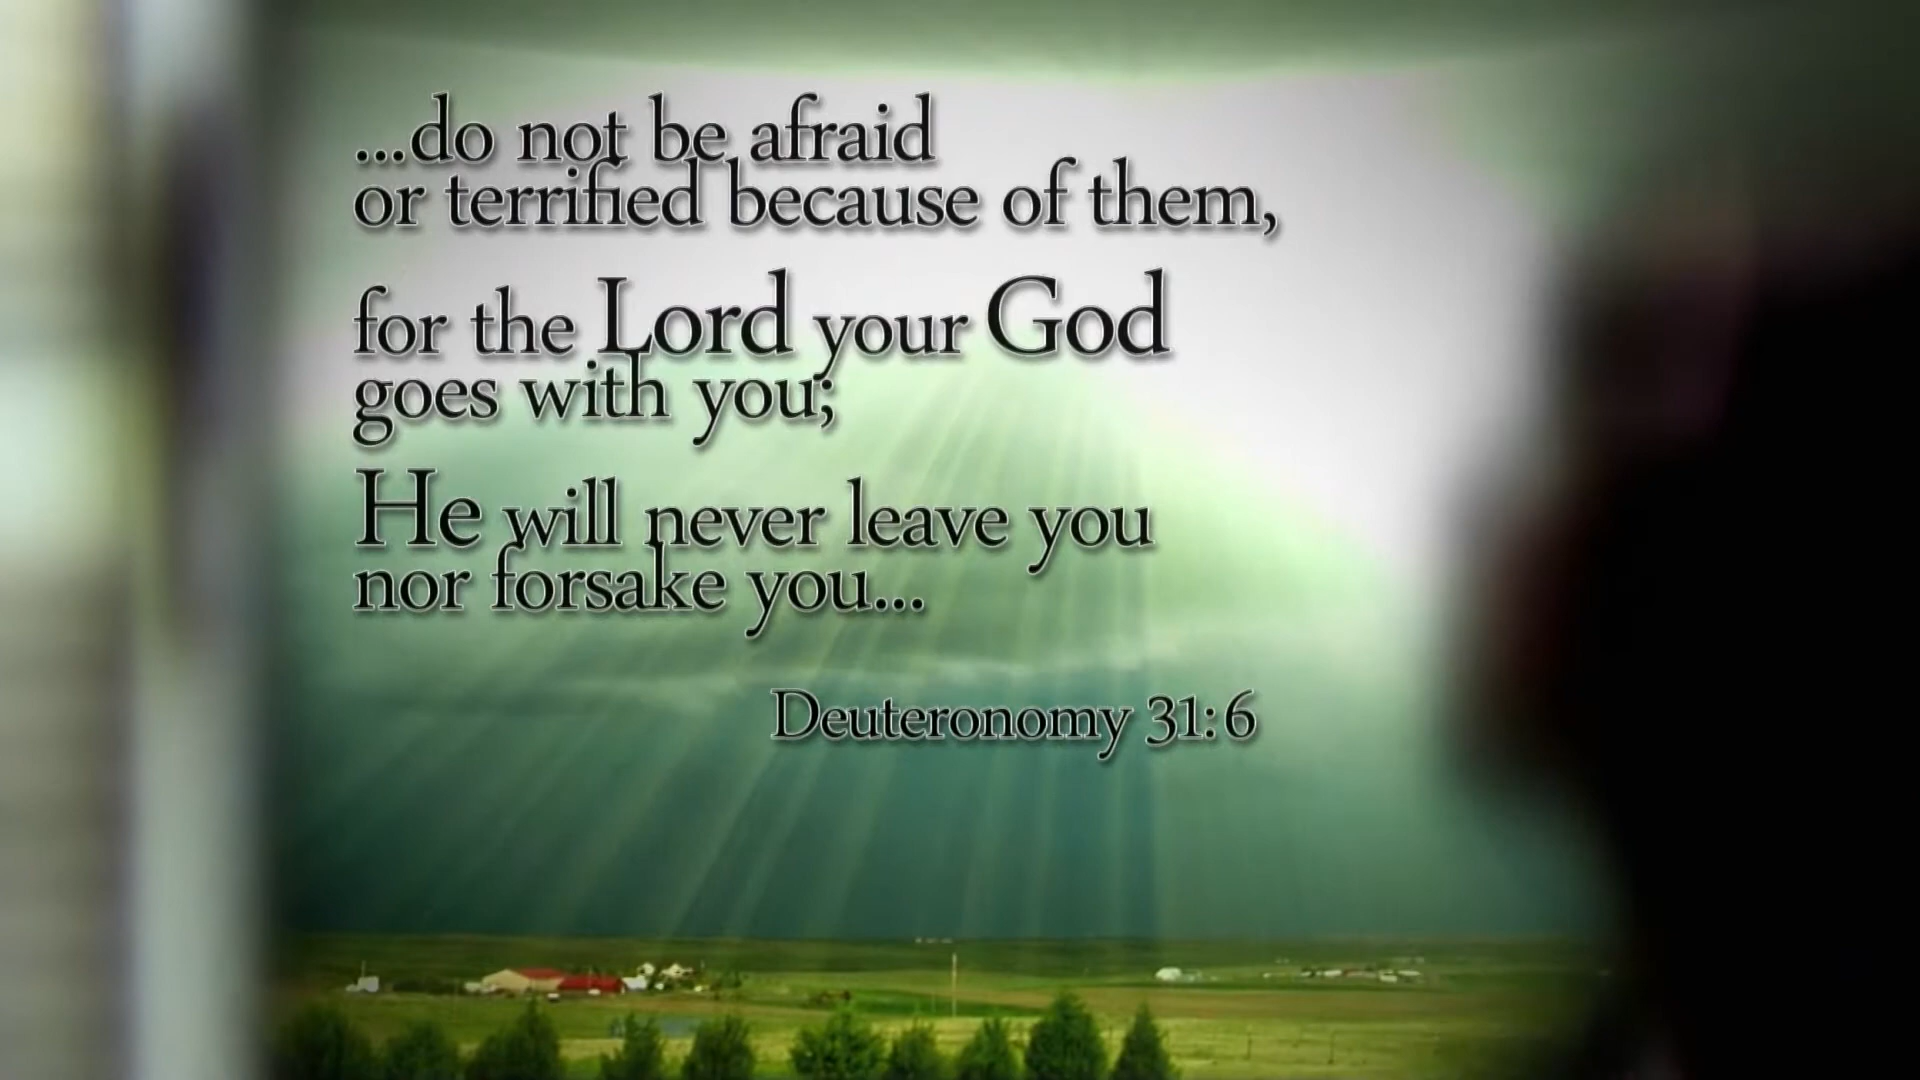 ...do not be afraid
or terrified because of them,
for the Lord your God
goes with you;
He will never leave you
nor forsake you...
Deuteronomy 31:6